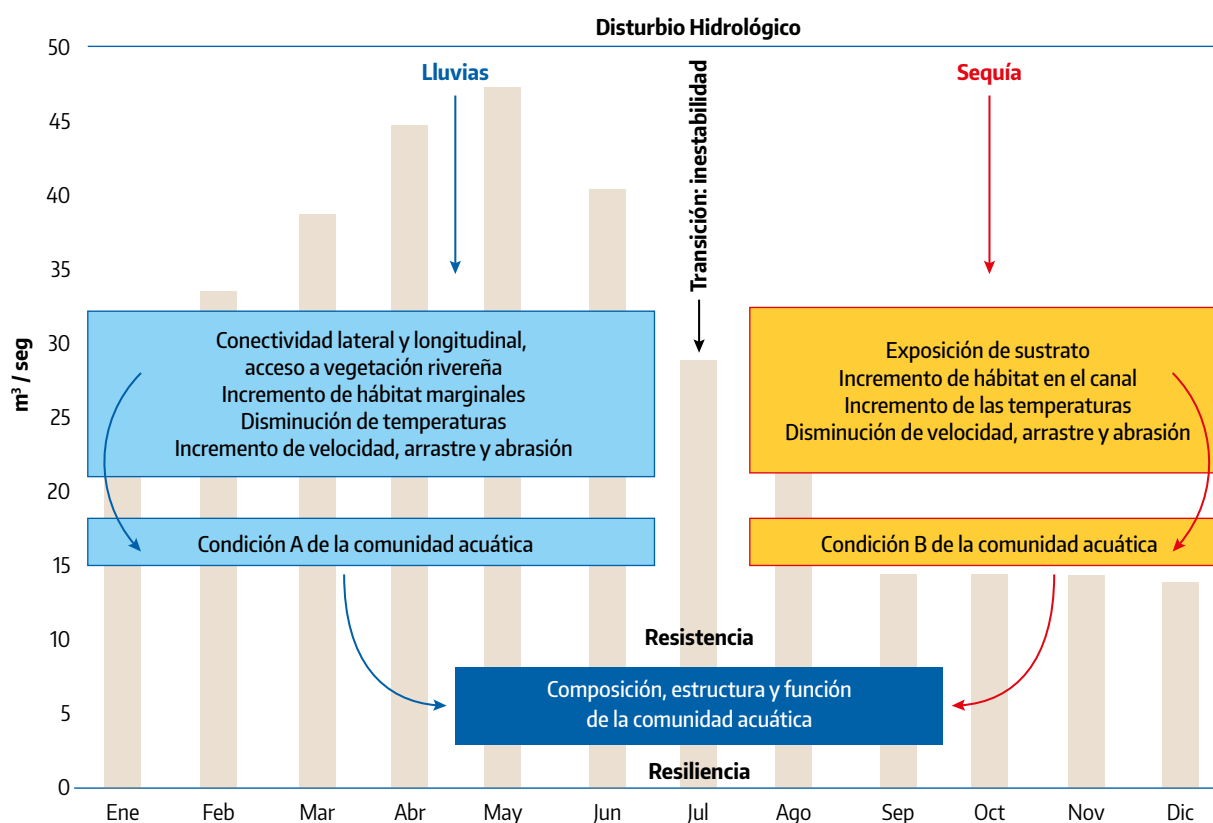 Disturbio Hidrológico
50
45
40
35
30
25
20
15
10
5
0
m³ / seg
Lluvias
Transición: inestabilidad
Sequía
Conectividad lateral y longitudinal,
acceso a vegetación rivereña
Incremento de hábitat marginales
Disminución de temperaturas
Incremento de velocidad, arrastre y abrasión
Exposición de sustrato
Incremento de hábitat en el canal
Incremento de las temperaturas
Disminución de velocidad, arrastre y abrasión
Condición A de la comunidad acuática
Condición B de la comunidad acuática
Resistencia
Composición, estructura y función
de la comunidad acuática
Resiliencia
Ene Feb Mar Abr May Jun Jul Ago Sep Oct Nov Dic